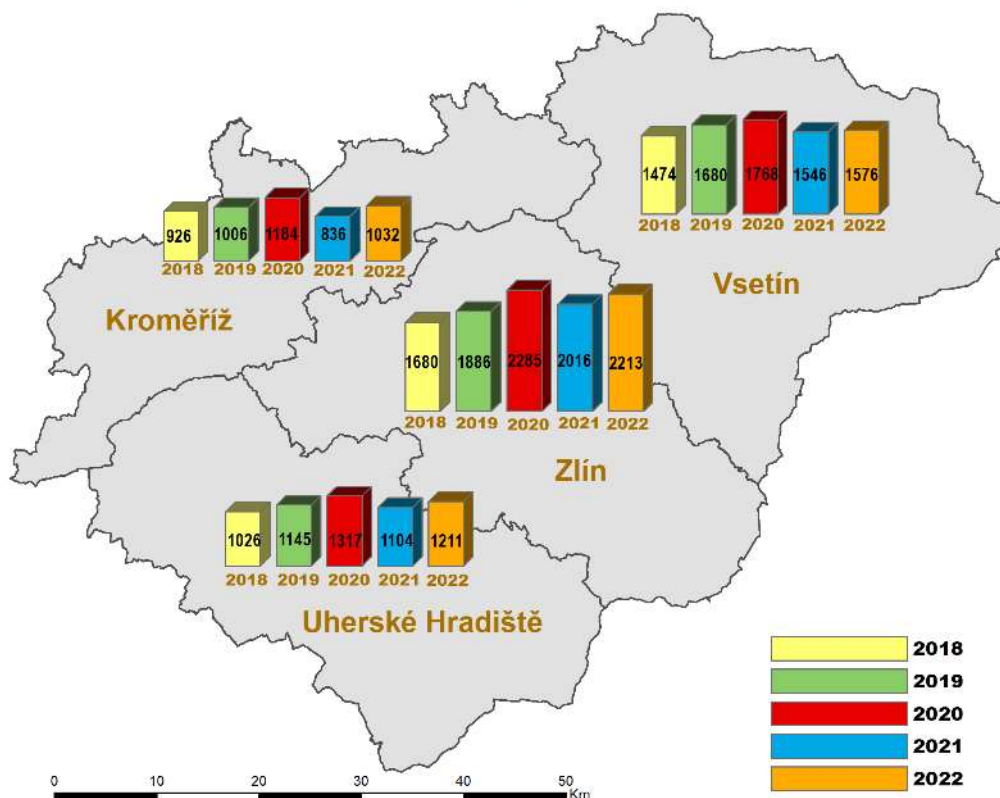 1474 1680 1768 1546 1576
2018 2019 2020 2021 2022
Vsetín
926 1006 1184 836 1032
2018 2019 2020 2021 2022
Kroměříž
1680 1886 2285 2016 2213
2018 2019 2020 2021 2022
Zlín
1026 1145 1317 1104 1211
2018 2019 2020 2021 2022
Uherské Hradiště
2018
2019
2020
2021
2022
0 10 20 30 40 50
Km